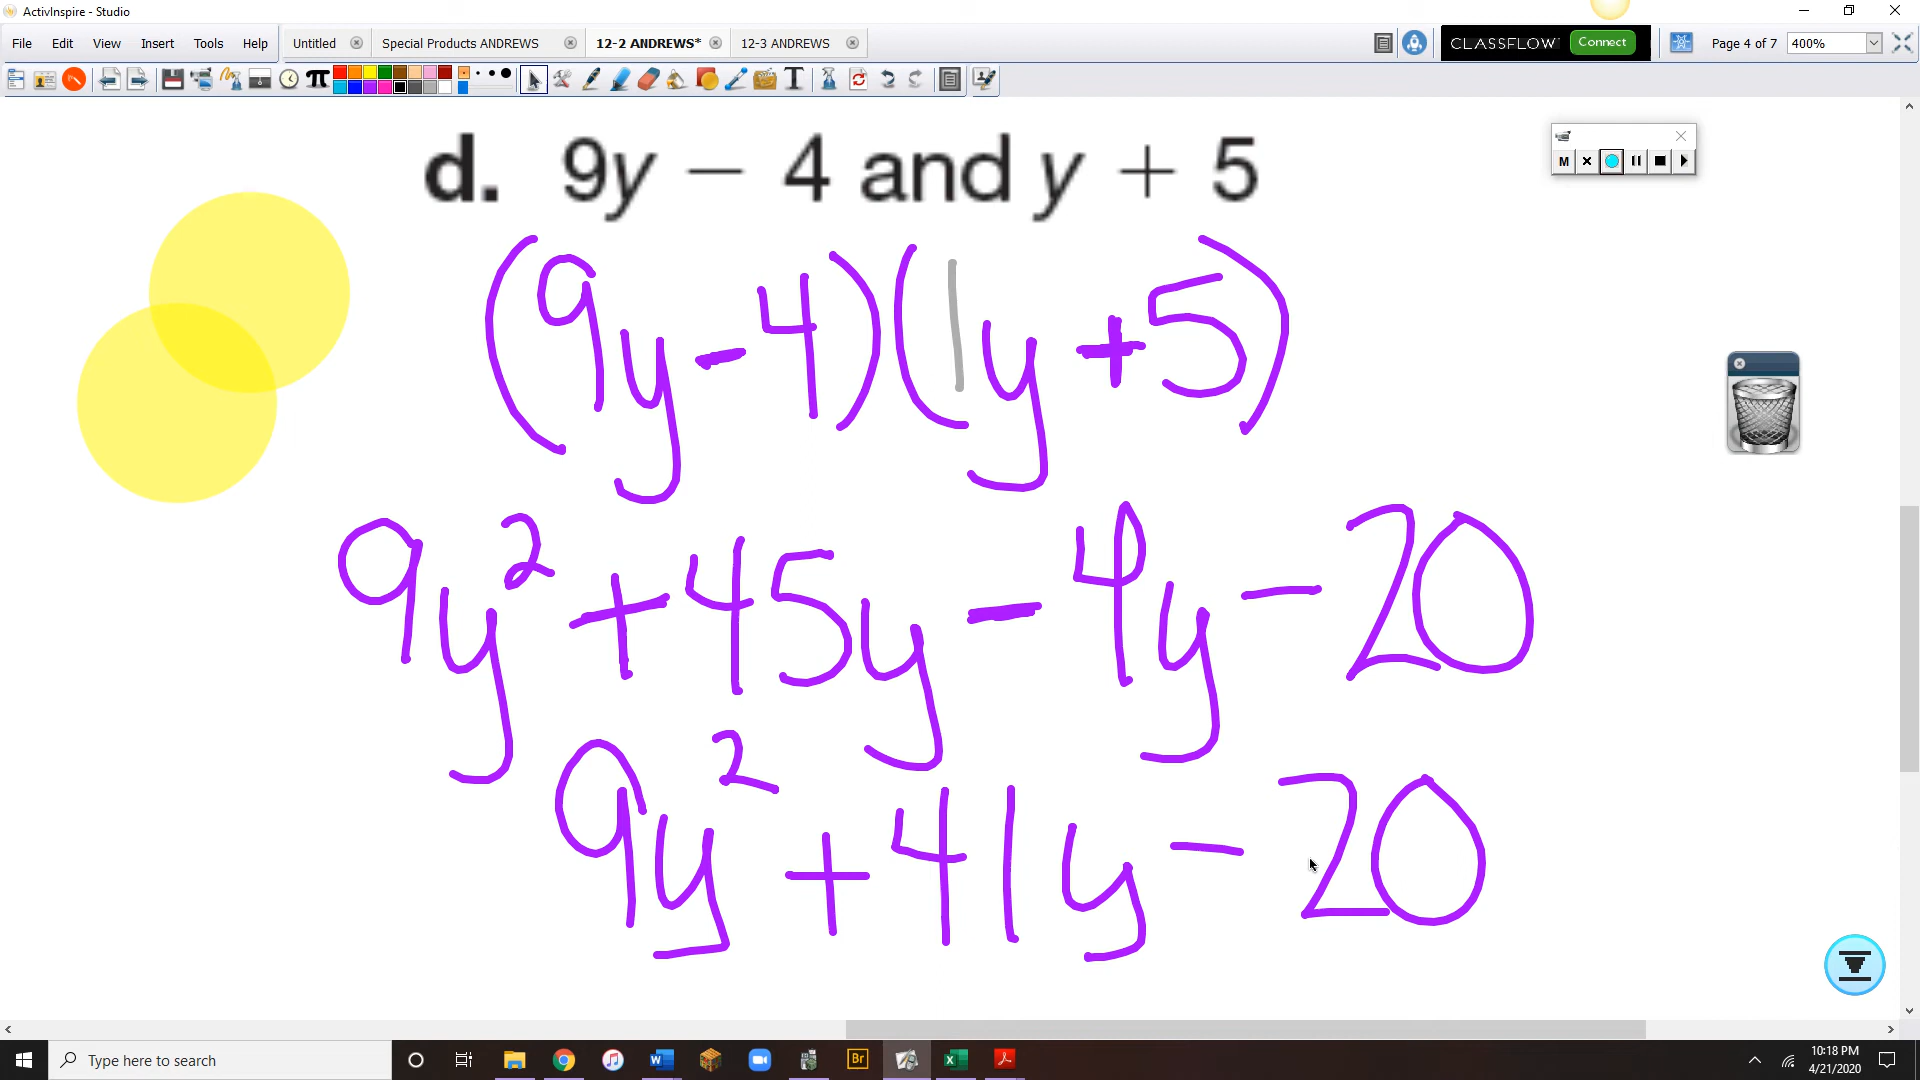 ActivInspire - Studio
File Edit View Insert Tools Help Untitled Special Products ANDREWS 12-2 ANDREWS* 12-3 ANDREWS CLASSFLOW Connect Page 4 of 7 400%
d. 9y − 4 and y + 5
M
(9y - 4)(1y + 5)
9y² + 45y - 4y - 20
9y² + 41y - 20
Type here to search
Br
10:18 PM
4/21/2020